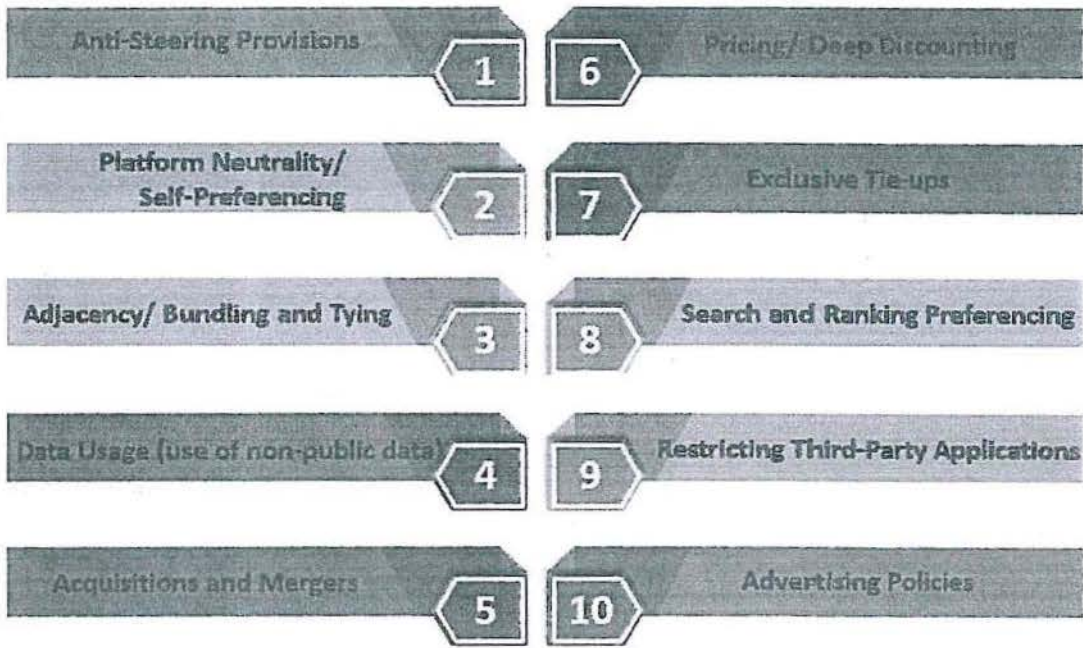 Anti-Steering Provisions
1
Platform Neutrality/
Self-Preferencing
2
Adjacency/ Bundling and Tying
3
Data Usage (use of non-public data)
4
Acquisitions and Mergers
5
6
Pricing/ Deep Discounting
7
Exclusive Tie-ups
8
Search and Ranking Preferencing
9
Restricting Third-Party Applications
10
Advertising Policies